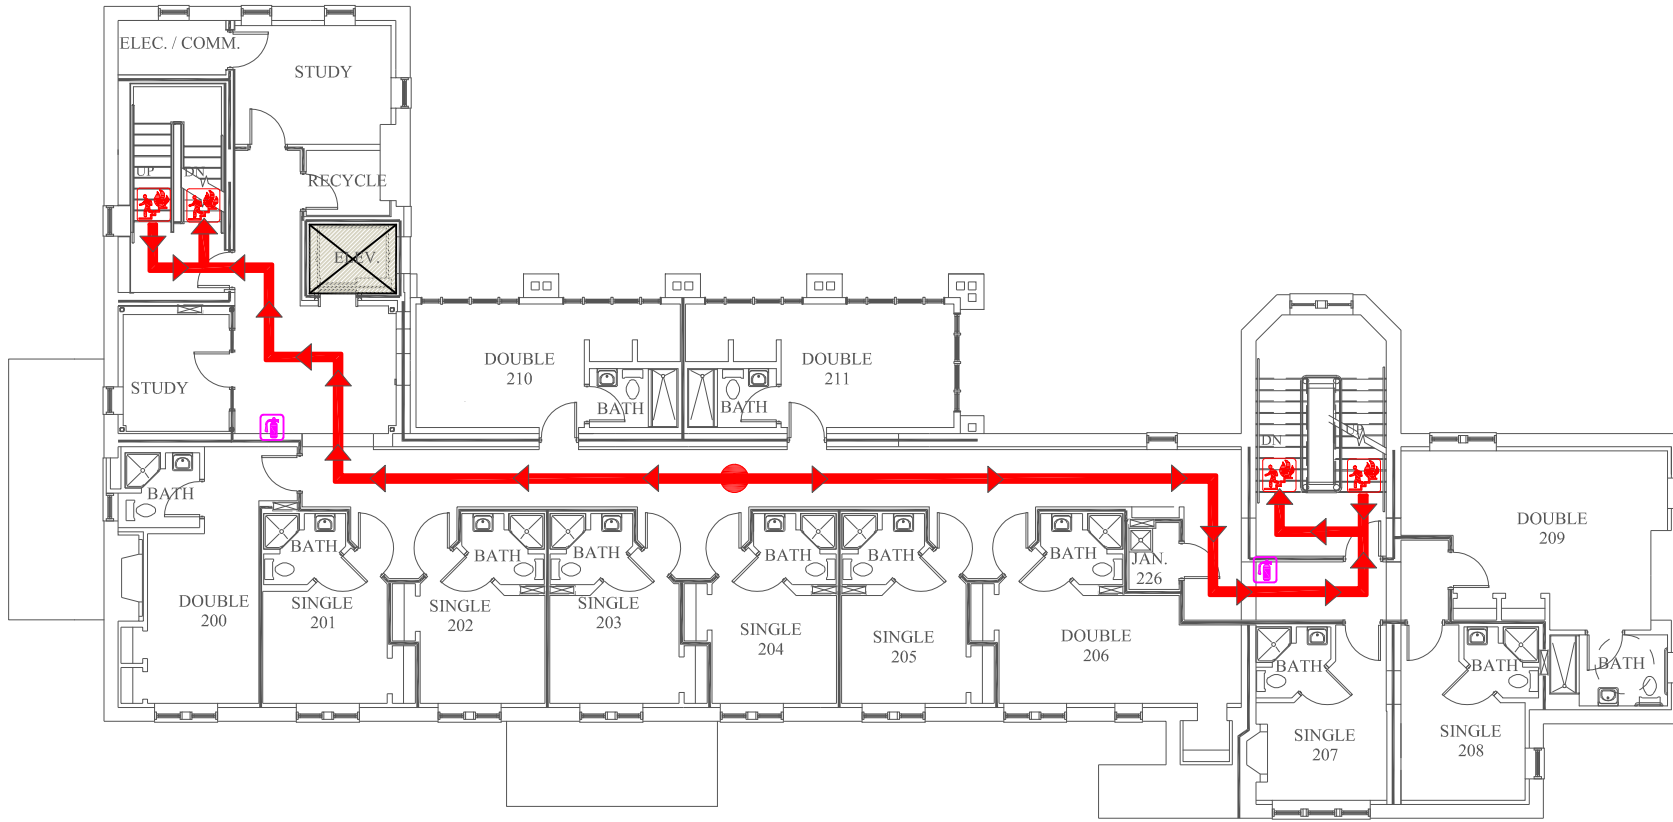 ELEC. / COMM.
STUDY
UP
DN
RECYCLE
ELEV.
STUDY
DOUBLE
210
BATH
DOUBLE
211
BATH
DN
UP
BATH
DOUBLE
200
BATH
SINGLE
201
BATH
SINGLE
202
BATH
SINGLE
203
BATH
SINGLE
204
BATH
SINGLE
205
BATH
DOUBLE
206
JAN.
226
DOUBLE
209
BATH
BATH
SINGLE
207
BATH
SINGLE
208